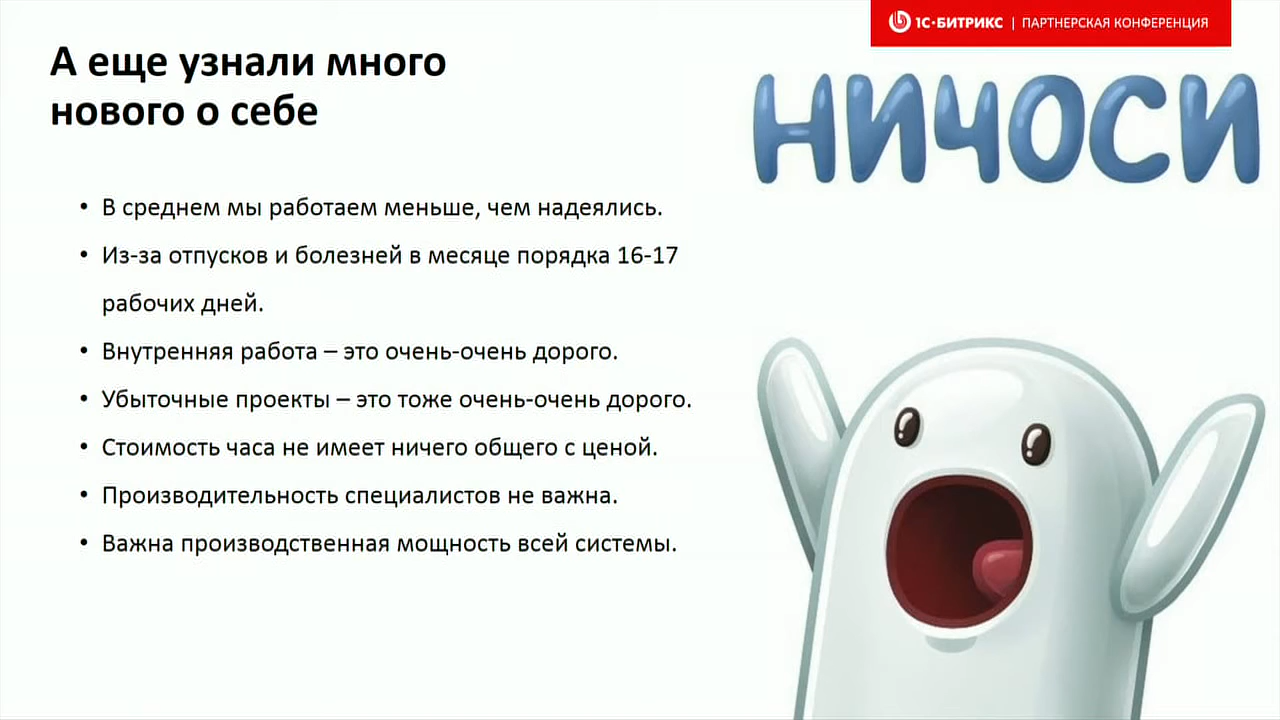 1С-БИТРИКС | ПАРТНЕРСКАЯ КОНФЕРЕНЦИЯ
А еще узнали много
нового о себе
НИЧОСИ
• В среднем мы работаем меньше, чем надеялись.
• Из-за отпусков и болезней в месяце порядка 16-17
рабочих дней.
• Внутренняя работа – это очень-очень дорого.
• Убыточные проекты – это тоже очень-очень дорого.
• Стоимость часа не имеет ничего общего с ценой.
• Производительность специалистов не важна.
• Важна производственная мощность всей системы.